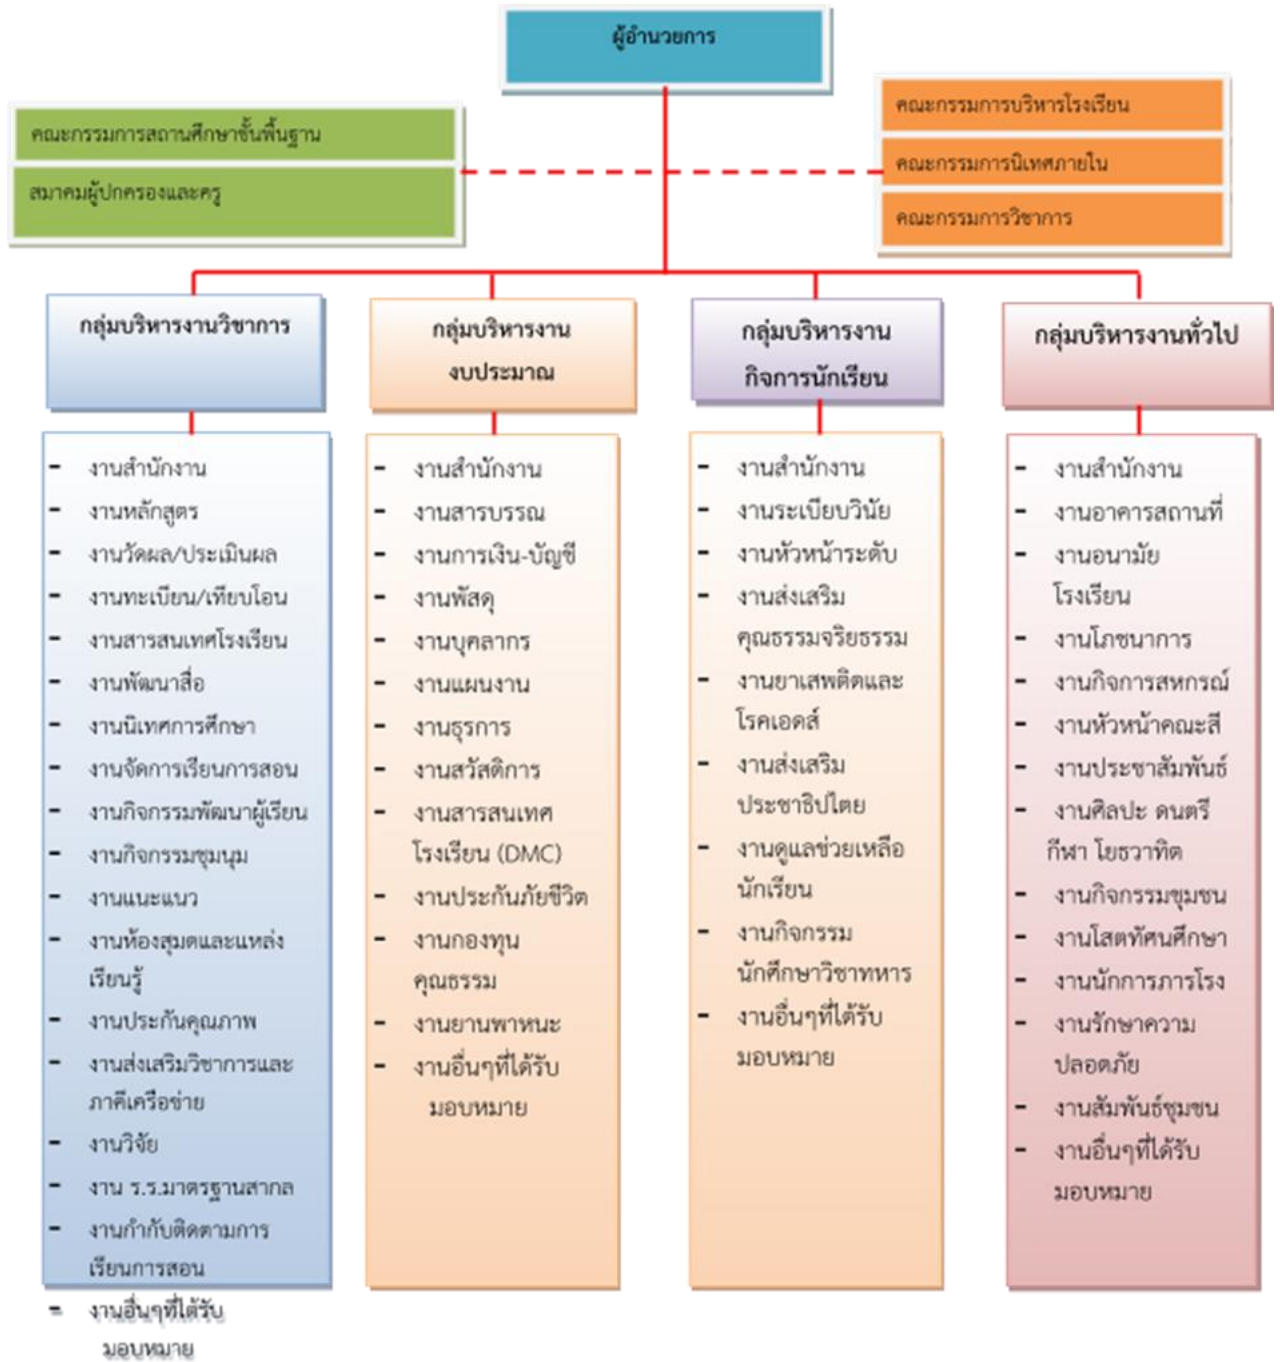 ผู้อำนวยการ
คณะกรรมการสถานศึกษาขั้นพื้นฐาน
สมาคมผู้ปกครองและครู
คณะกรรมการบริหารโรงเรียน
คณะกรรมการนิเทศภายใน
คณะกรรมการวิชาการ
กลุ่มบริหารงานวิชาการ
- งานสำนักงาน
- งานหลักสูตร
- งานวัดผล/ประเมินผล
- งานทะเบียน/เทียบโอน
- งานสารสนเทศโรงเรียน
- งานพัฒนาสื่อ
- งานนิเทศการศึกษา
- งานจัดการเรียนการสอน
- งานกิจกรรมพัฒนาผู้เรียน
- งานกิจกรรมชุมนุม
- งานแนะแนว
- งานห้องสมุดและแหล่ง
เรียนรู้
- งานประกันคุณภาพ
- งานส่งเสริมวิชาการและ
ภาคีเครือข่าย
- งานวิจัย
- งาน ร.ร.มาตรฐานสากล
- งานกำกับติดตามการ
เรียนการสอน
- งานอื่นๆที่ได้รับ
มอบหมาย
กลุ่มบริหารงาน
งบประมาณ
- งานสำนักงาน
- งานสารบรรณ
- งานการเงิน-บัญชี
- งานพัสดุ
- งานบุคลากร
- งานแผนงาน
- งานธุรการ
- งานสวัสดิการ
- งานสารสนเทศ
โรงเรียน (DMC)
- งานประกันภัยชีวิต
- งานกองทุน
คุณธรรม
- งานยานพาหนะ
- งานอื่นๆที่ได้รับ
มอบหมาย
กลุ่มบริหารงาน
กิจการนักเรียน
- งานสำนักงาน
- งานระเบียบวินัย
- งานหัวหน้าระดับ
- งานส่งเสริม
คุณธรรมจริยธรรม
- งานยาเสพติดและ
โรคเอดส์
- งานส่งเสริม
ประชาธิปไตย
- งานดูแลช่วยเหลือ
นักเรียน
- งานกิจกรรม
นักศึกษาวิชาทหาร
- งานอื่นๆที่ได้รับ
มอบหมาย
กลุ่มบริหารงานทั่วไป
- งานสำนักงาน
- งานอาคารสถานที่
- งานอนามัย
โรงเรียน
- งานโภชนาการ
- งานกิจการสหกรณ์
- งานหัวหน้าคณะสี
- งานประชาสัมพันธ์
- งานศิลปะ ดนตรี
กีฬา โยธวาทิต
- งานกิจกรรมชุมชน
- งานโสตทัศนศึกษา
- งานนักการภารโรง
- งานรักษาความ
ปลอดภัย
- งานสัมพันธ์ชุมชน
- งานอื่นๆที่ได้รับ
มอบหมาย